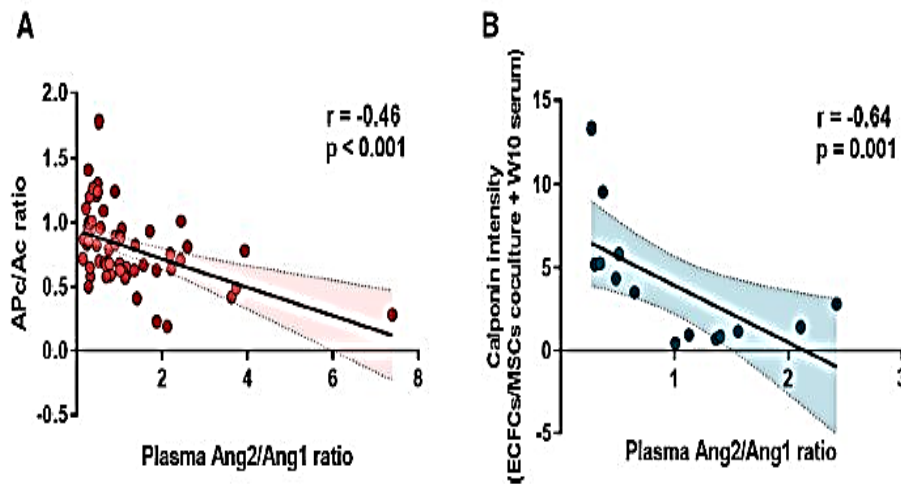 A
APc/Ac ratio
2.0
1.5
1.0
0.5
0.0
-0.5
r = -0.46
p < 0.001
2
4
6
8
Plasma Ang2/Ang1 ratio
B
Calponin intensity
(ECFCs/MSCs coculture + W10 serum)
15
10
5
0
-5
r = -0.64
p = 0.001
1
2
3
Plasma Ang2/Ang1 ratio